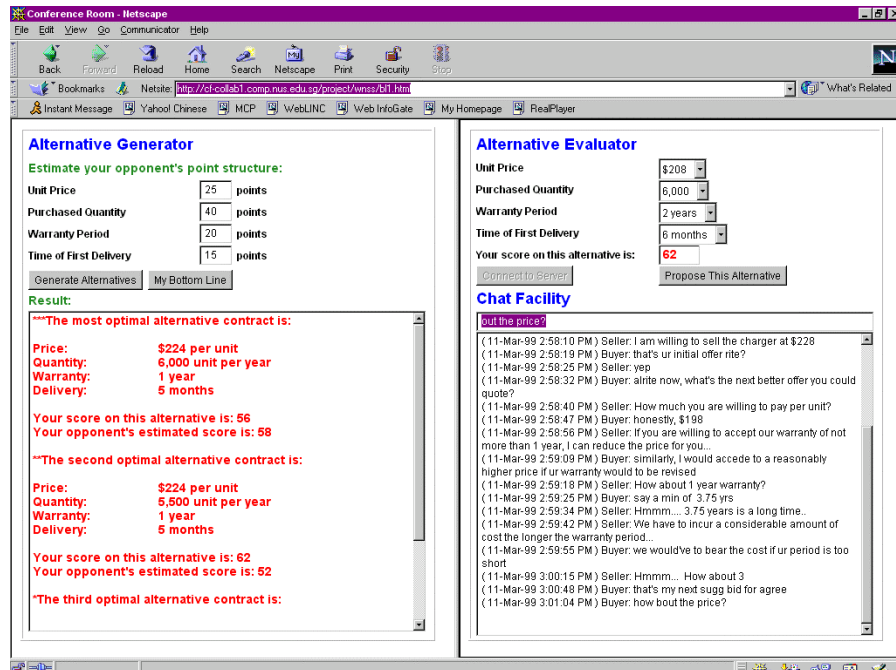 Conference Room - Netscape
File Edit View Go Communicator Help
Back Forward Reload Home Search Netscape Print Security Stop
Bookmarks Netsite: http://cf-collab1.comp.nus.edu.sg/project/wnss/bl1.htm What's Related
Instant Message Yahoo! Chinese MCP WebLINC Web InfoGate My Homepage RealPlayer
Alternative Generator
Estimate your opponent's point structure:
Unit Price 25 points
Purchased Quantity 40 points
Warranty Period 20 points
Time of First Delivery 15 points
Generate Alternatives My Bottom Line
Result:
***The most optimal alternative contract is:
Price: $224 per unit
Quantity: 6,000 unit per year
Warranty: 1 year
Delivery: 5 months
Your score on this alternative is: 56
Your opponent's estimated score is: 58
**The second optimal alternative contract is:
Price: $224 per unit
Quantity: 5,500 unit per year
Warranty: 1 year
Delivery: 5 months
Your score on this alternative is: 62
Your opponent's estimated score is: 52
*The third optimal alternative contract is:
Alternative Evaluator
Unit Price $208
Purchased Quantity 6,000
Warranty Period 2 years
Time of First Delivery 6 months
Your score on this alternative is: 62
Connect to Server Propose This Alternative
Chat Facility
out the price?
( 11-Mar-99 2:58:10 PM ) Seller: I am willing to sell the charger at $228
( 11-Mar-99 2:58:19 PM ) Buyer: that's ur initial offer rite?
( 11-Mar-99 2:58:25 PM ) Seller: yep
( 11-Mar-99 2:58:32 PM ) Buyer: alrite now, what's the next better offer you could
quote?
( 11-Mar-99 2:58:40 PM ) Seller: How much you are willing to pay per unit?
( 11-Mar-99 2:58:47 PM ) Buyer: honestly, $198
( 11-Mar-99 2:58:56 PM ) Seller: If you are willing to accept our warranty of not
more than 1 year, I can reduce the price for you...
( 11-Mar-99 2:59:09 PM ) Buyer: similarly, I would accede to a reasonably
higher price if ur warranty would to be revised
( 11-Mar-99 2:59:18 PM ) Seller: How about 1 year warranty?
( 11-Mar-99 2:59:25 PM ) Buyer: say a min of 3.75 yrs
( 11-Mar-99 2:59:34 PM ) Seller: Hmmm.... 3.75 years is a long time..
( 11-Mar-99 2:59:42 PM ) Seller: We have to incur a considerable amount of
cost the longer the warranty period...
( 11-Mar-99 2:59:55 PM ) Buyer: we would've to bear the cost if ur period is too
short
( 11-Mar-99 3:00:15 PM ) Seller: Hmmm... How about 3
( 11-Mar-99 3:00:48 PM ) Buyer: that's my next sugg bid for agree
( 11-Mar-99 3:01:04 PM ) Buyer: how bout the price?